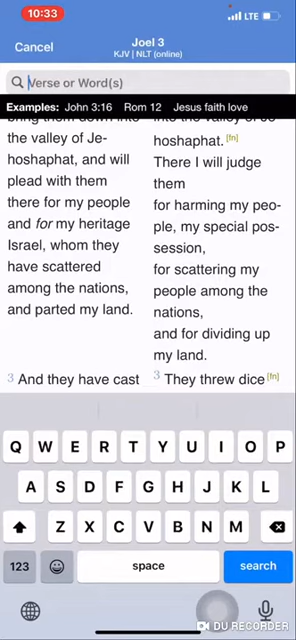 10:33
LTE
Joel 3
Cancel
KJV | NLT (online)
Verse or Word(s)
Examples: John 3:16 Rom 12 Jesus faith love
bring them down into
the valley of Je-
hoshaphat, and will
plead with them
there for my people
and for my heritage
Israel, whom they
have scattered
among the nations,
and parted my land.
3 And they have cast
into the valley of Je-
hoshaphat. [fn]
There I will judge
them
for harming my peo-
ple, my special pos-
session,
for scattering my
people among the
nations,
and for dividing up
my land.
3 They threw dice [fn]
Q W E R T Y U I O P
A S D F G H J K L
Z X C V B N M
123 space search
DU RECORDER